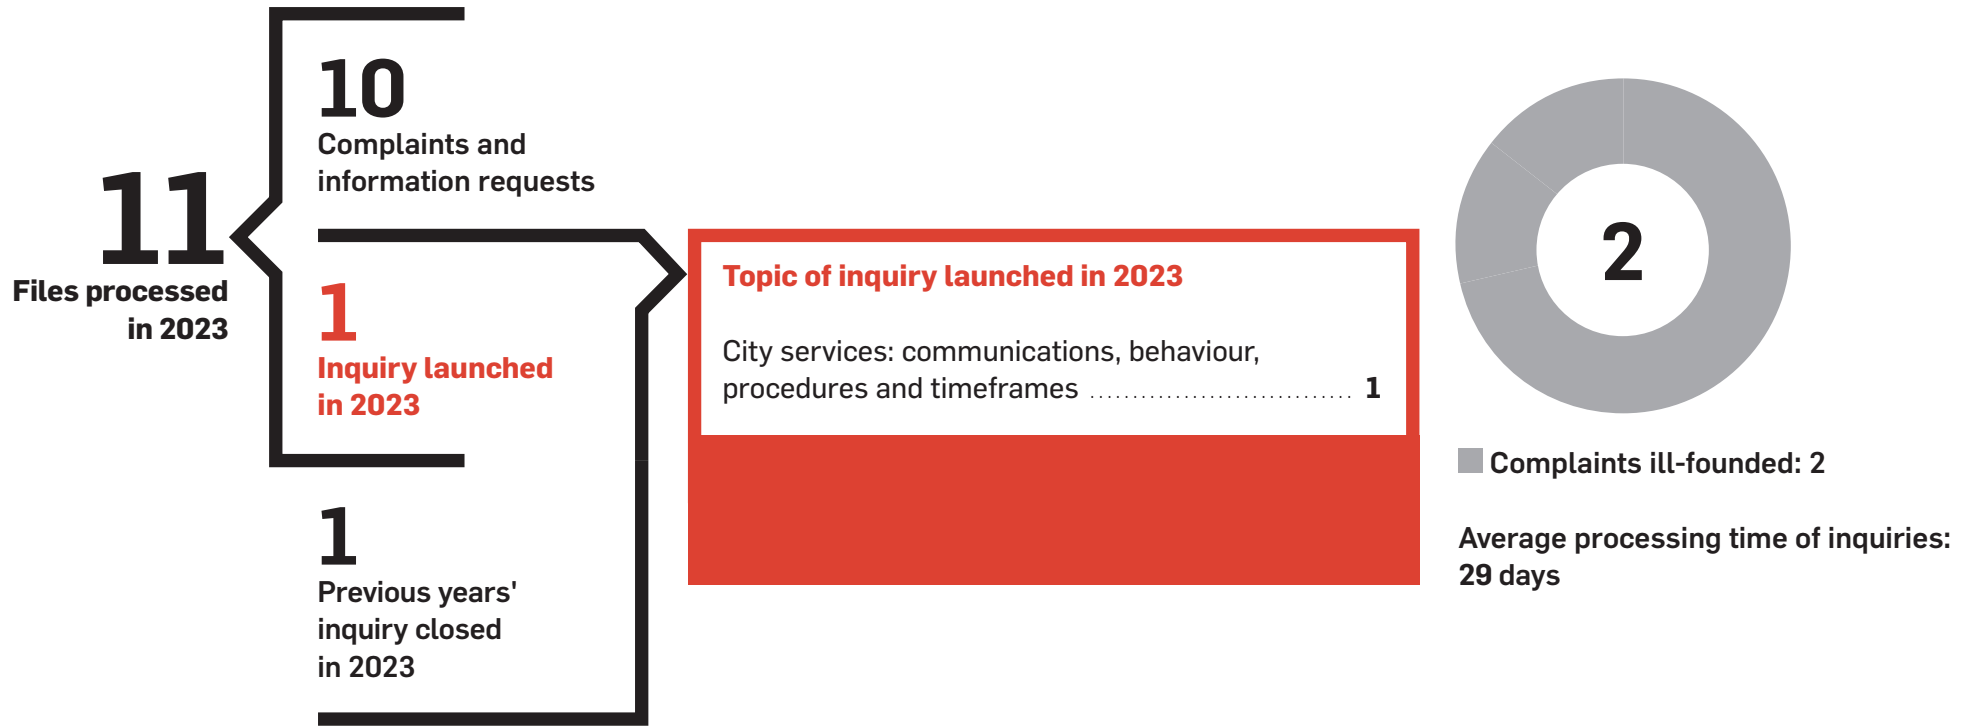 11
Files processed
in 2023
10
Complaints and
information requests
1
Inquiry launched
in 2023
1
Previous years'
inquiry closed
in 2023
Topic of inquiry launched in 2023
City services: communications, behaviour,
procedures and timeframes ............................... 1
2
Complaints ill-founded: 2
Average processing time of inquiries:
29 days